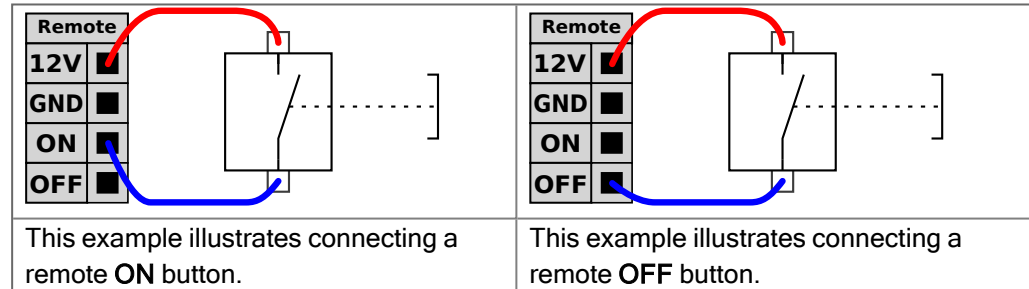 Remote
12V
GND
ON
OFF
This example illustrates connecting a
remote ON button.
Remote
12V
GND
ON
OFF
This example illustrates connecting a
remote OFF button.